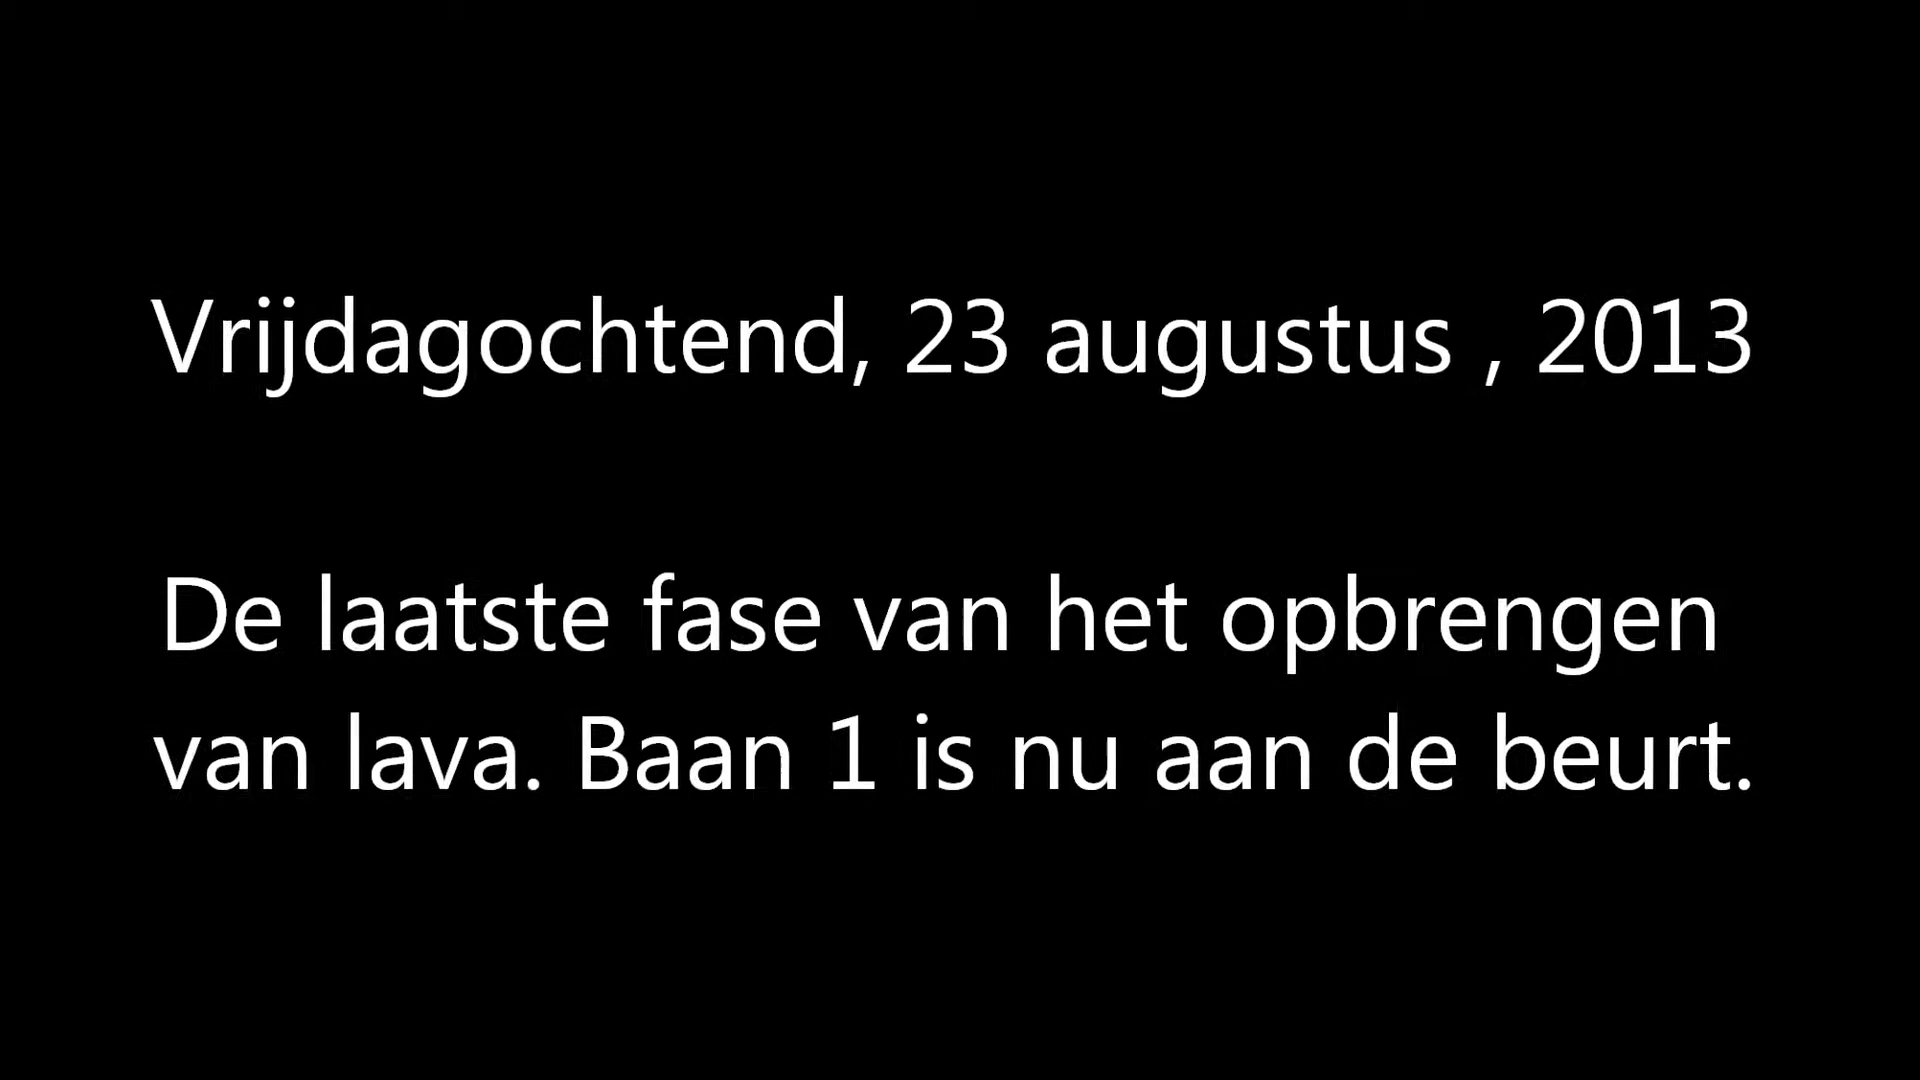 Vrijdagochtend, 23 augustus , 2013
De laatste fase van het opbrengen
van lava. Baan 1 is nu aan de beurt.